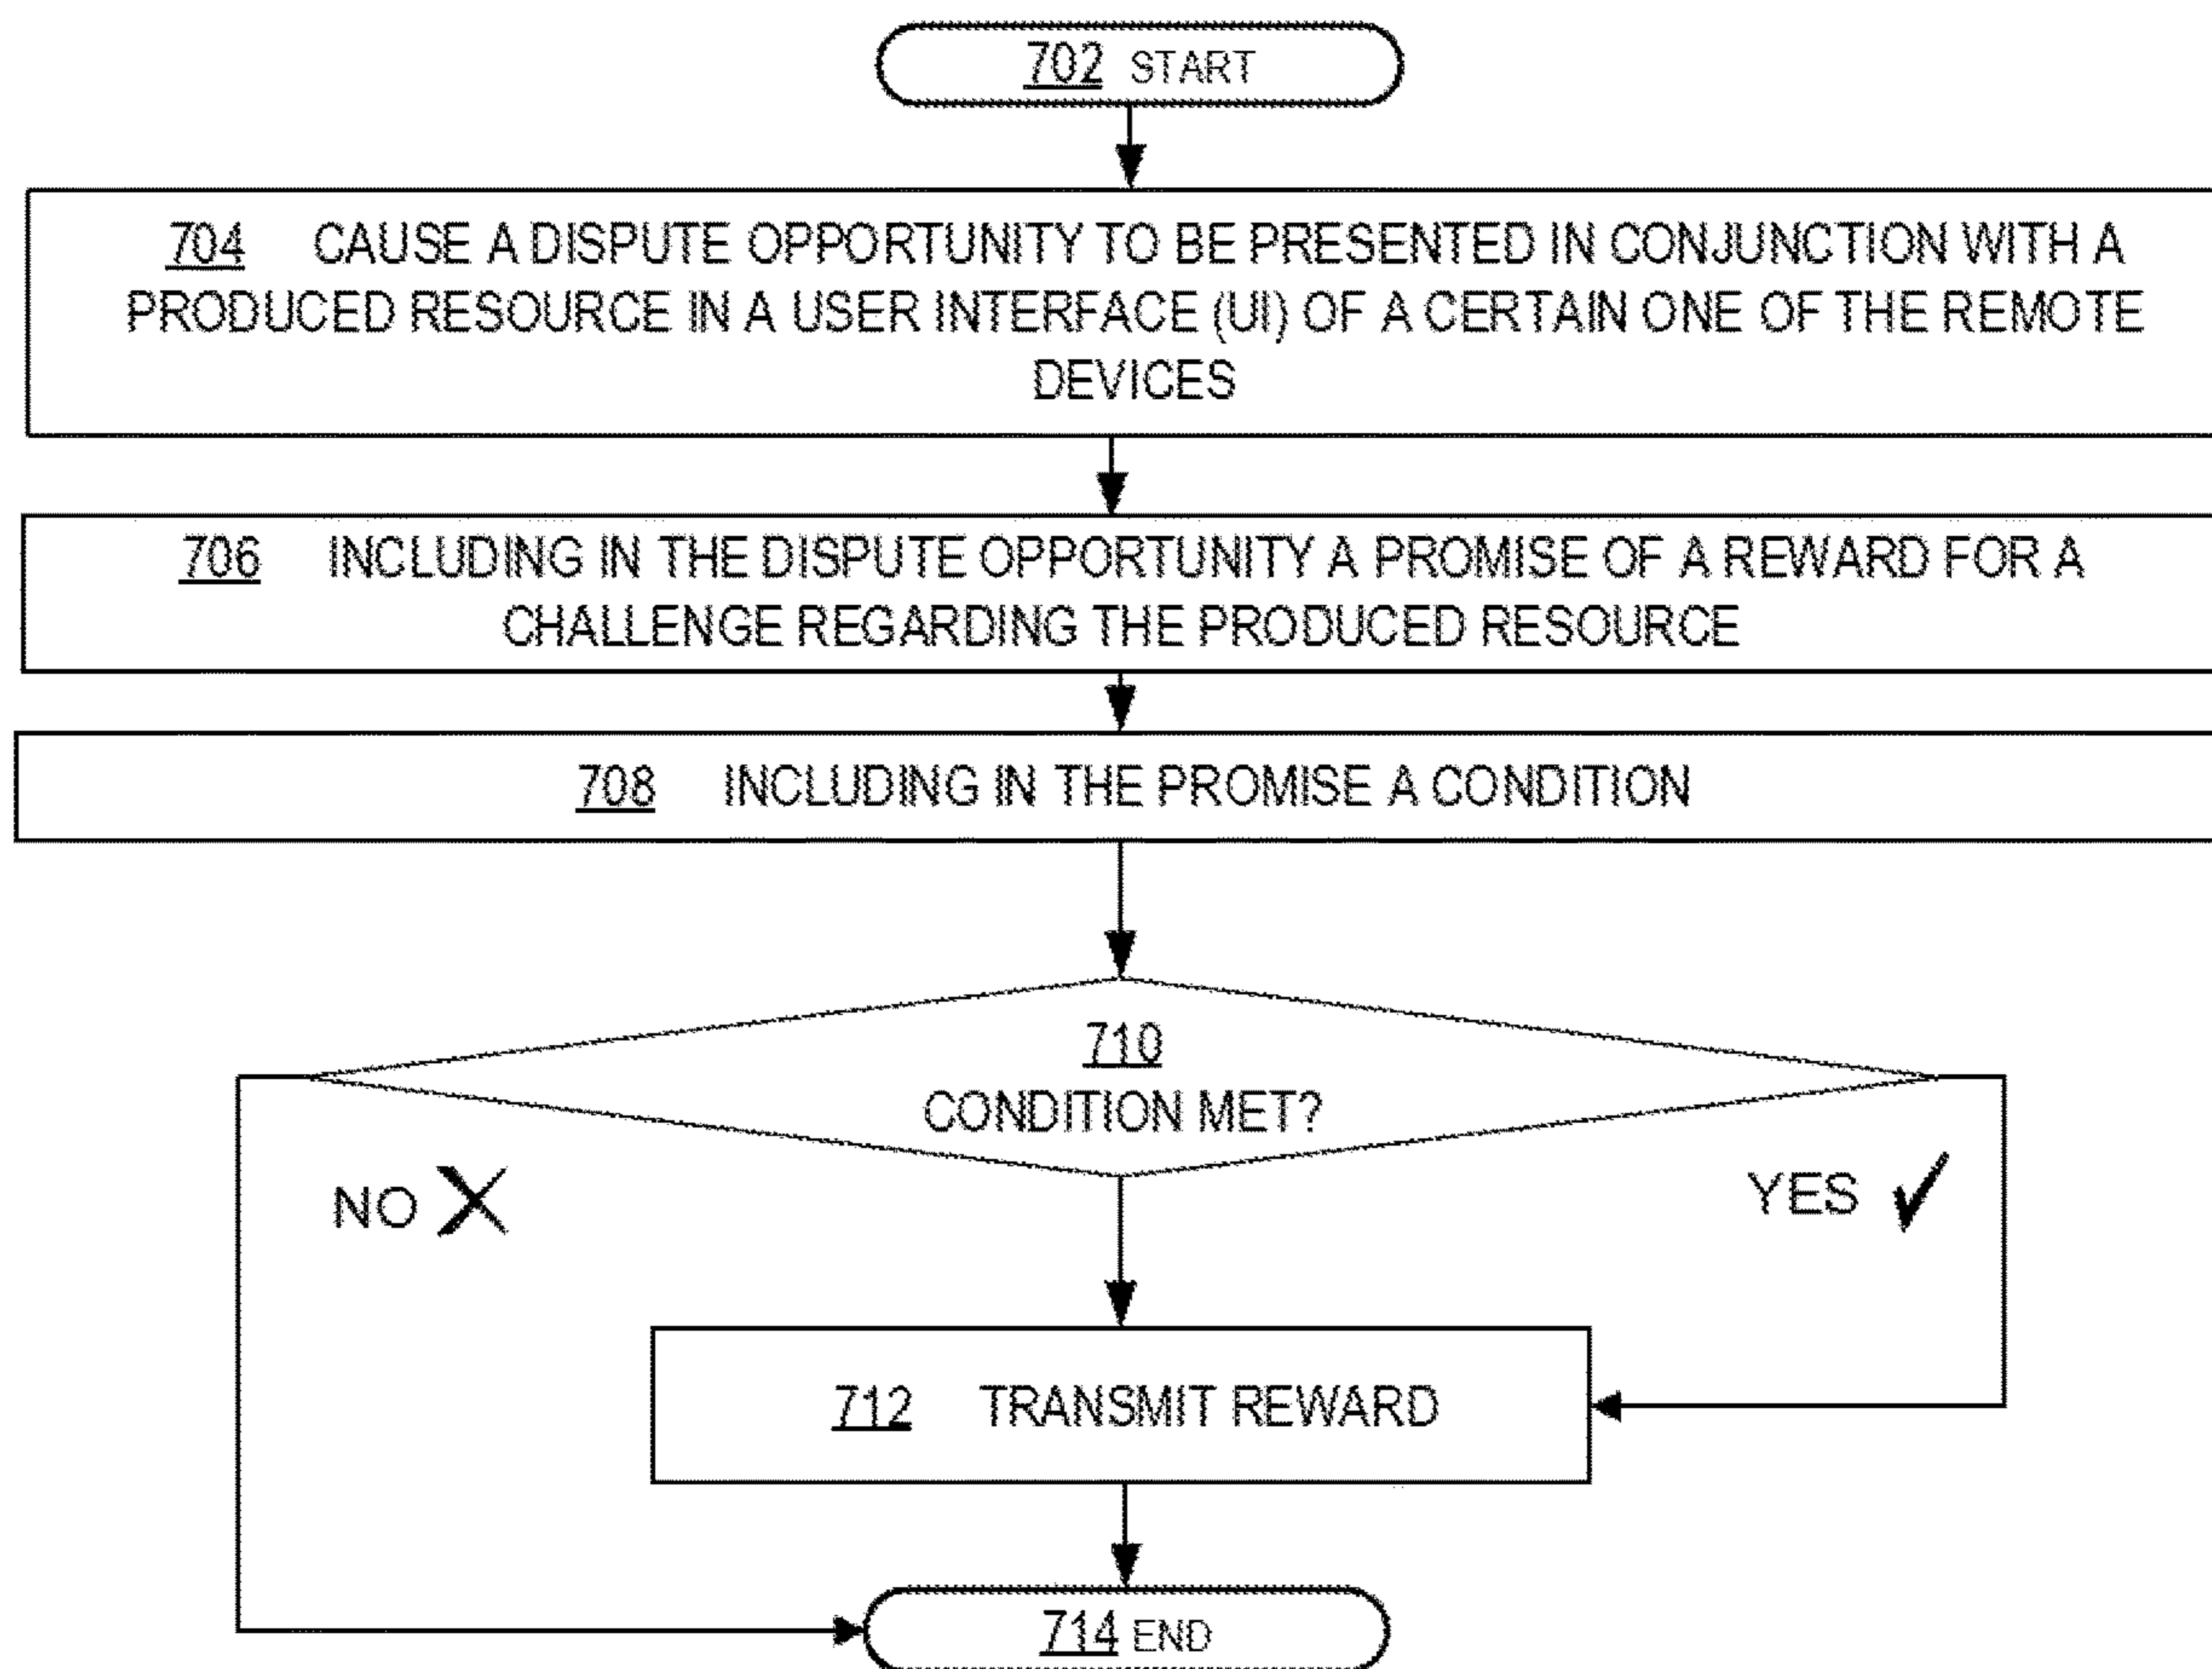 702 START
704 CAUSE A DISPUTE OPPORTUNITY TO BE PRESENTED IN CONJUNCTION WITH A
PRODUCED RESOURCE IN A USER INTERFACE (UI) OF A CERTAIN ONE OF THE REMOTE
DEVICES
706 INCLUDING IN THE DISPUTE OPPORTUNITY A PROMISE OF A REWARD FOR A
CHALLENGE REGARDING THE PRODUCED RESOURCE
708 INCLUDING IN THE PROMISE A CONDITION
710
CONDITION MET?
NO
YES
712 TRANSMIT REWARD
714 END